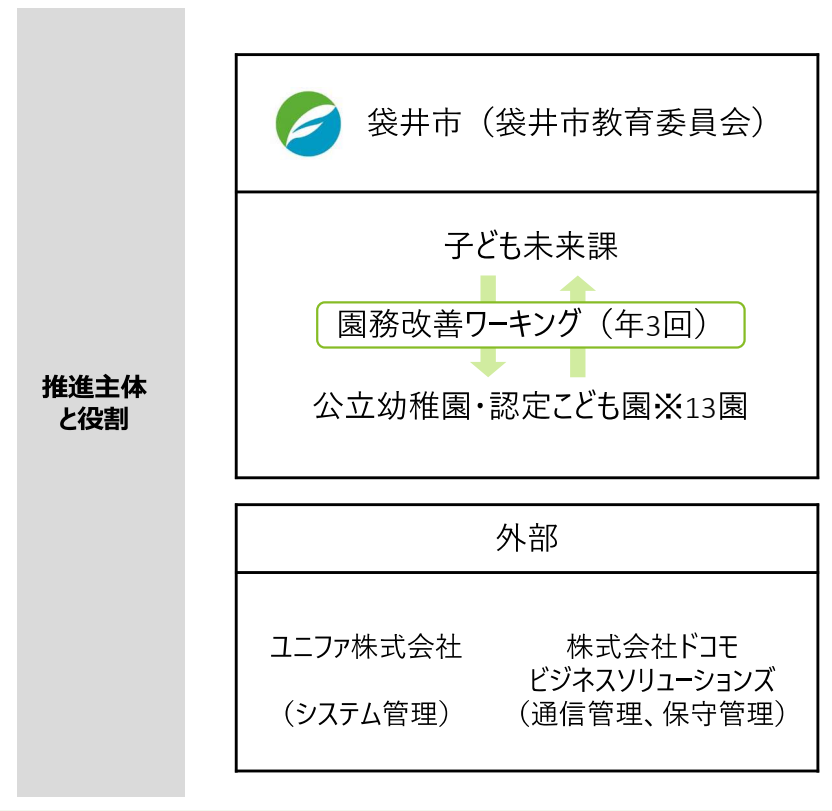 推進主体
と役割
袋井市（袋井市教育委員会）
子ども未来課
園務改善ワーキング（年3回）
公立幼稚園・認定こども園※13園
外部
ユニファ株式会社
（システム管理）
株式会社ドコモ
ビジネスソリューションズ
（通信管理、保守管理）